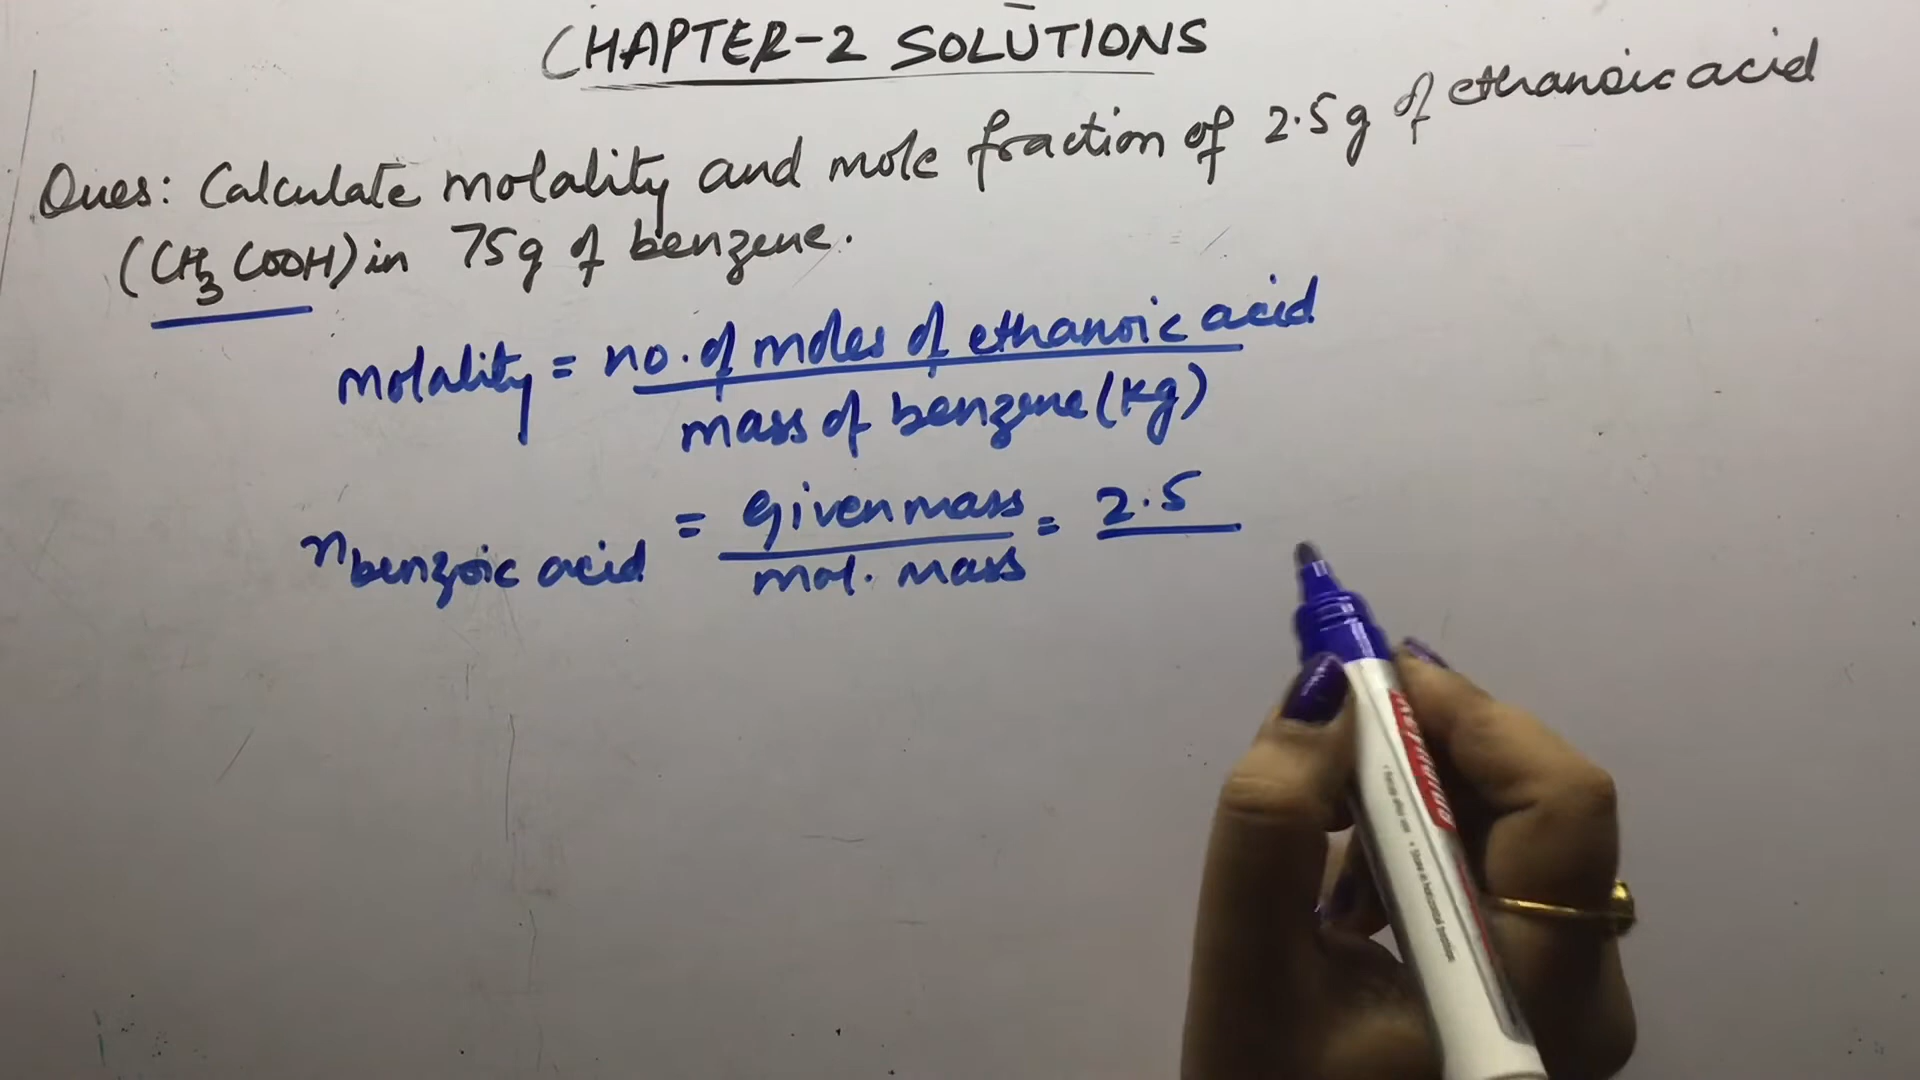 CHAPTER-2 SOLUTIONS
Ques: Calculate molality and mole fraction of 2.5g of ethanoic acid
(CH3COOH) in 75g of benzene.
molality = no. of moles of ethanoic acid
mass of benzene (kg)
nbenzoic acid = given mass = 2.5
mol. mass